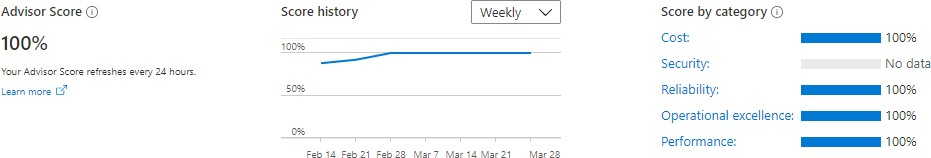 Advisor Score
100%
Your Advisor Score refreshes every 24 hours.
Learn more
Score history
Weekly
100%
50%
0%
Feb 14 Feb 21 Feb 28 Mar 7 Mar 14 Mar 21 Mar 28
Score by category
Cost: 100%
Security: No data
Reliability: 100%
Operational excellence: 100%
Performance: 100%